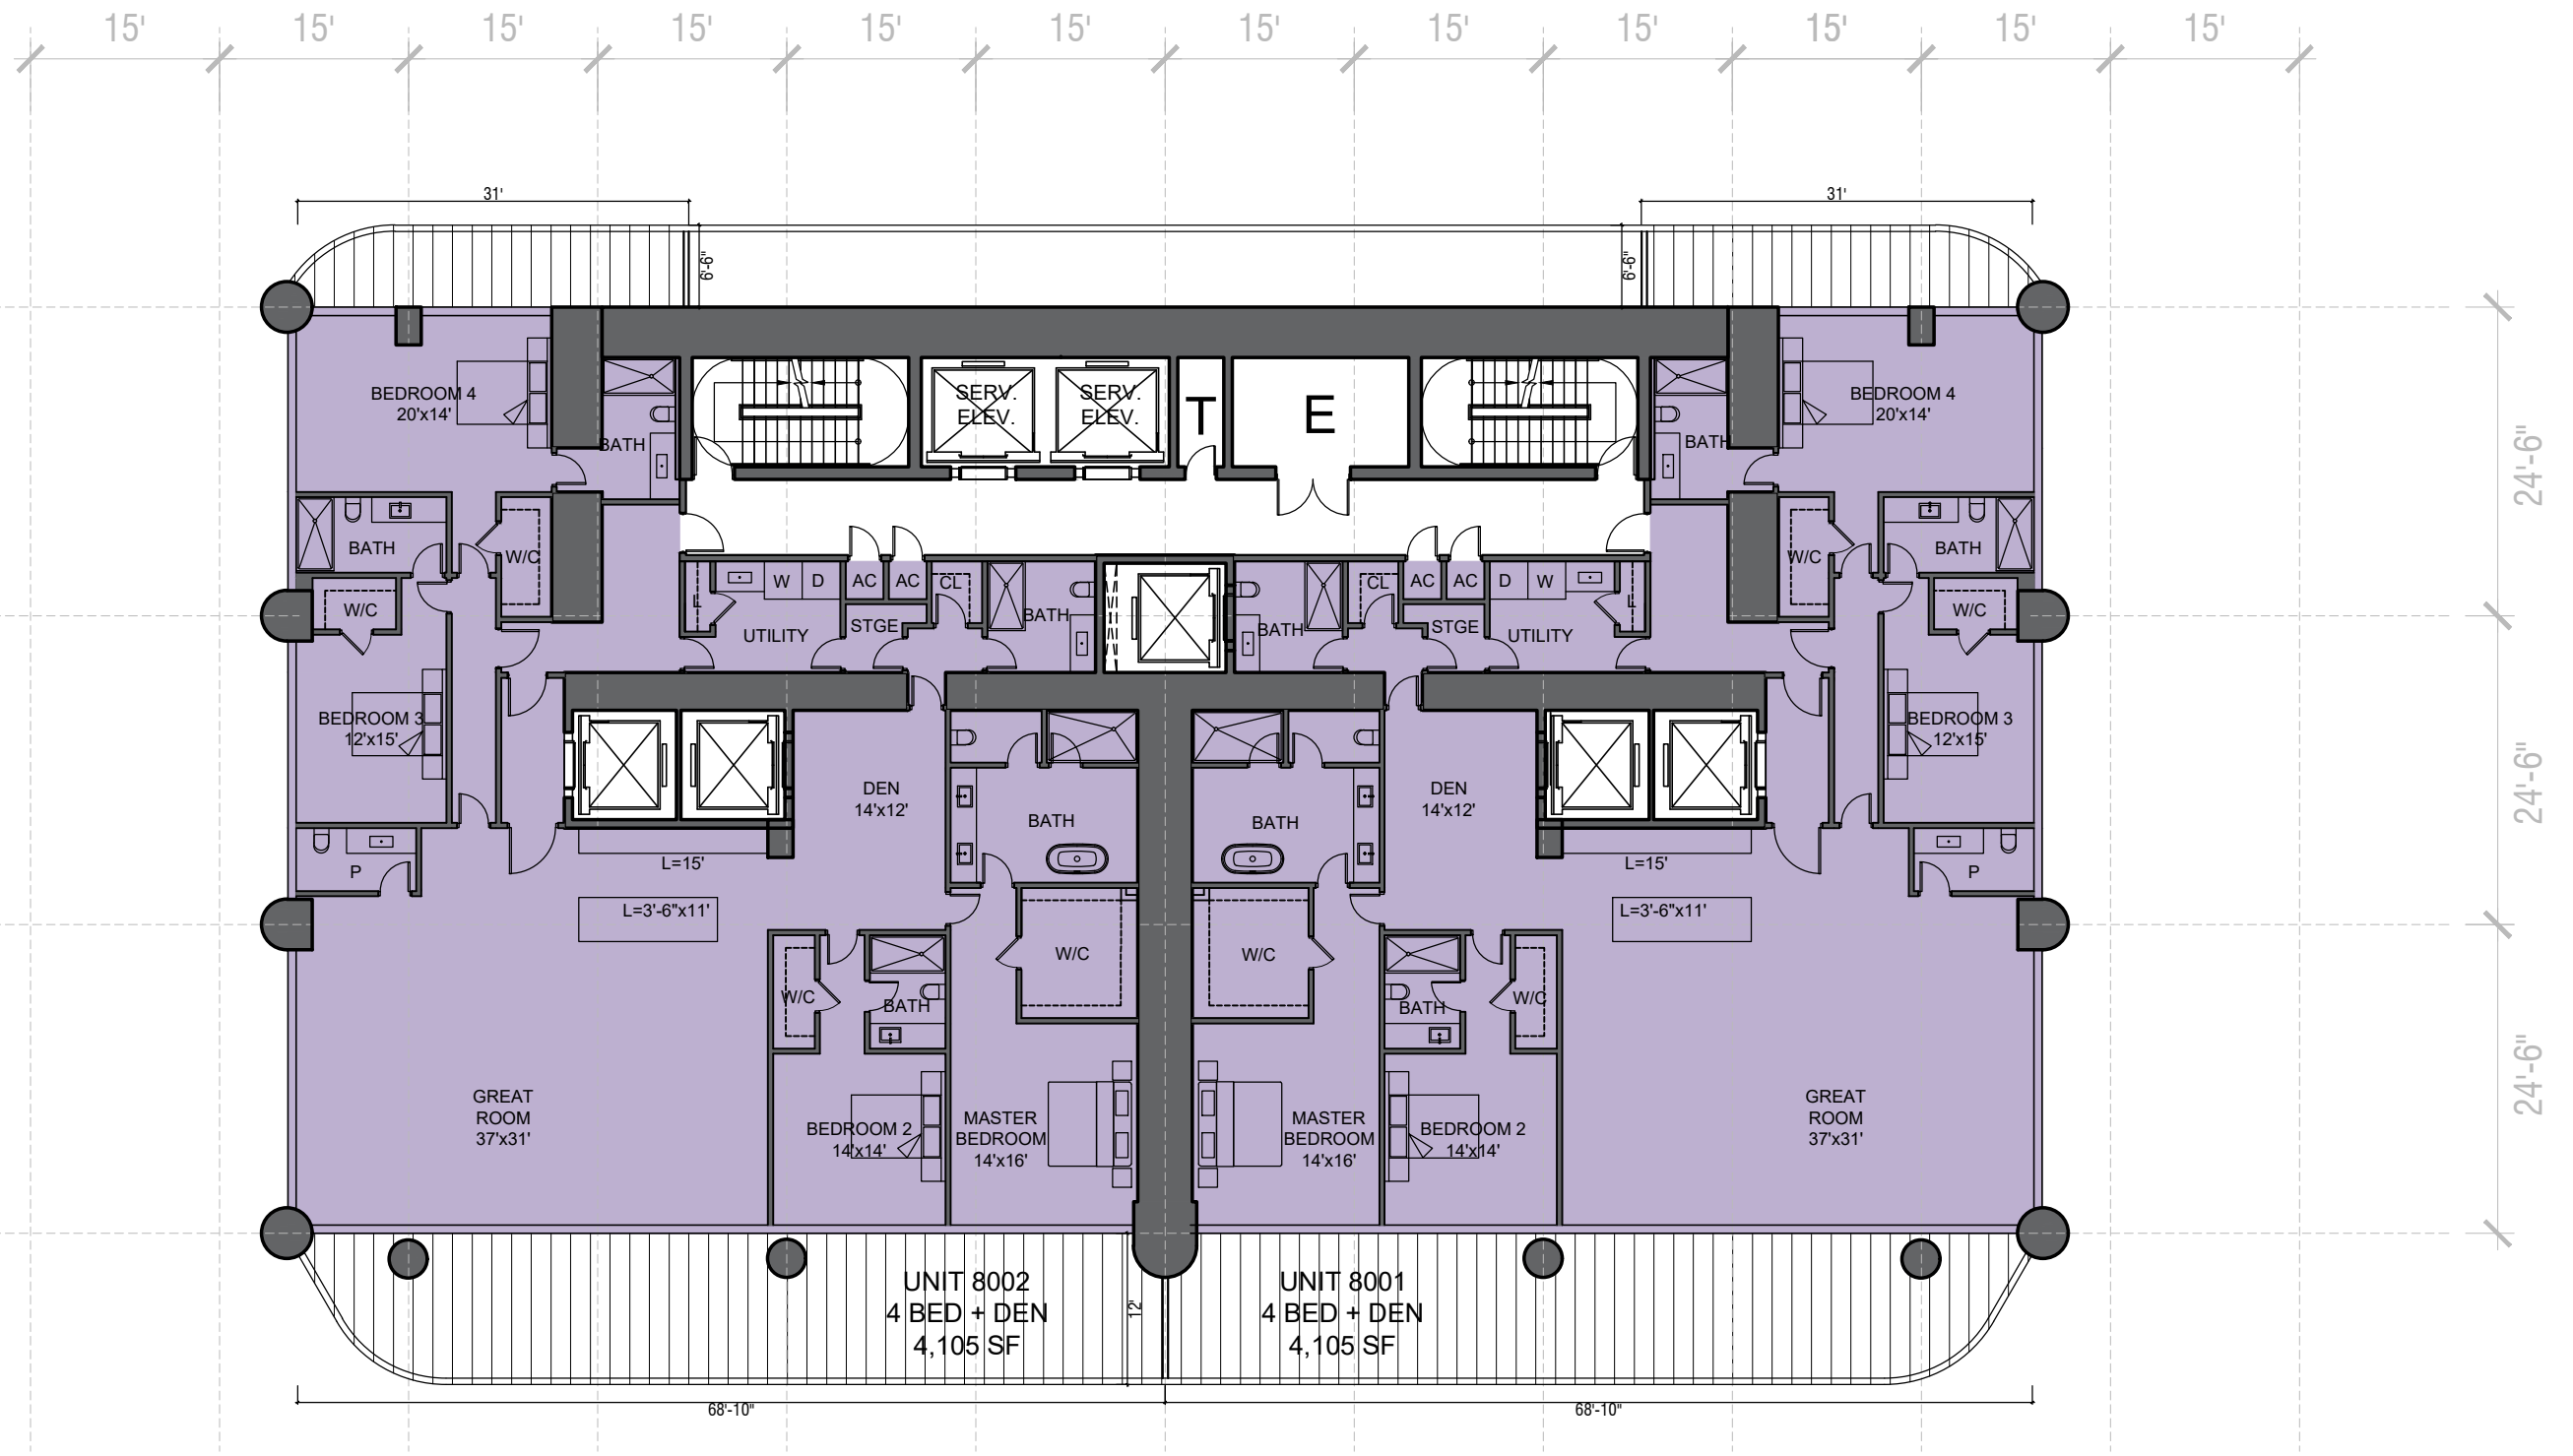 15' 15' 15' 15' 15' 15' 15' 15' 15' 15' 15' 15'
31' 31'
6'-6" 6'-6"
SERV. ELEV.
SERV. ELEV.
T
E
BEDROOM 4
20'x14'
BEDROOM 4
20'x14'
BATH
BATH
24'-6"
BATH
W/C
W/C
BATH
W/C
L
W D AC AC CL
CL AC AC D W
L
W/C
UTILITY
STGE
BATH
BATH
STGE
UTILITY
BEDROOM 3
12'x15'
BEDROOM 3
12'x15'
24'-6"
DEN
14'x12'
DEN
14'x12'
BATH
BATH
P
L=15'
L=15'
P
L=3'-6"x11'
L=3'-6"x11'
W/C
W/C
W/C
BATH
BATH
W/C
24'-6"
GREAT
ROOM
37'x31'
BEDROOM 2
14'x14'
MASTER
BEDROOM
14'x16'
MASTER
BEDROOM
14'x16'
BEDROOM 2
14'x14'
GREAT
ROOM
37'x31'
UNIT 8002
4 BED + DEN
4,105 SF
12'
UNIT 8001
4 BED + DEN
4,105 SF
68'-10" 68'-10"